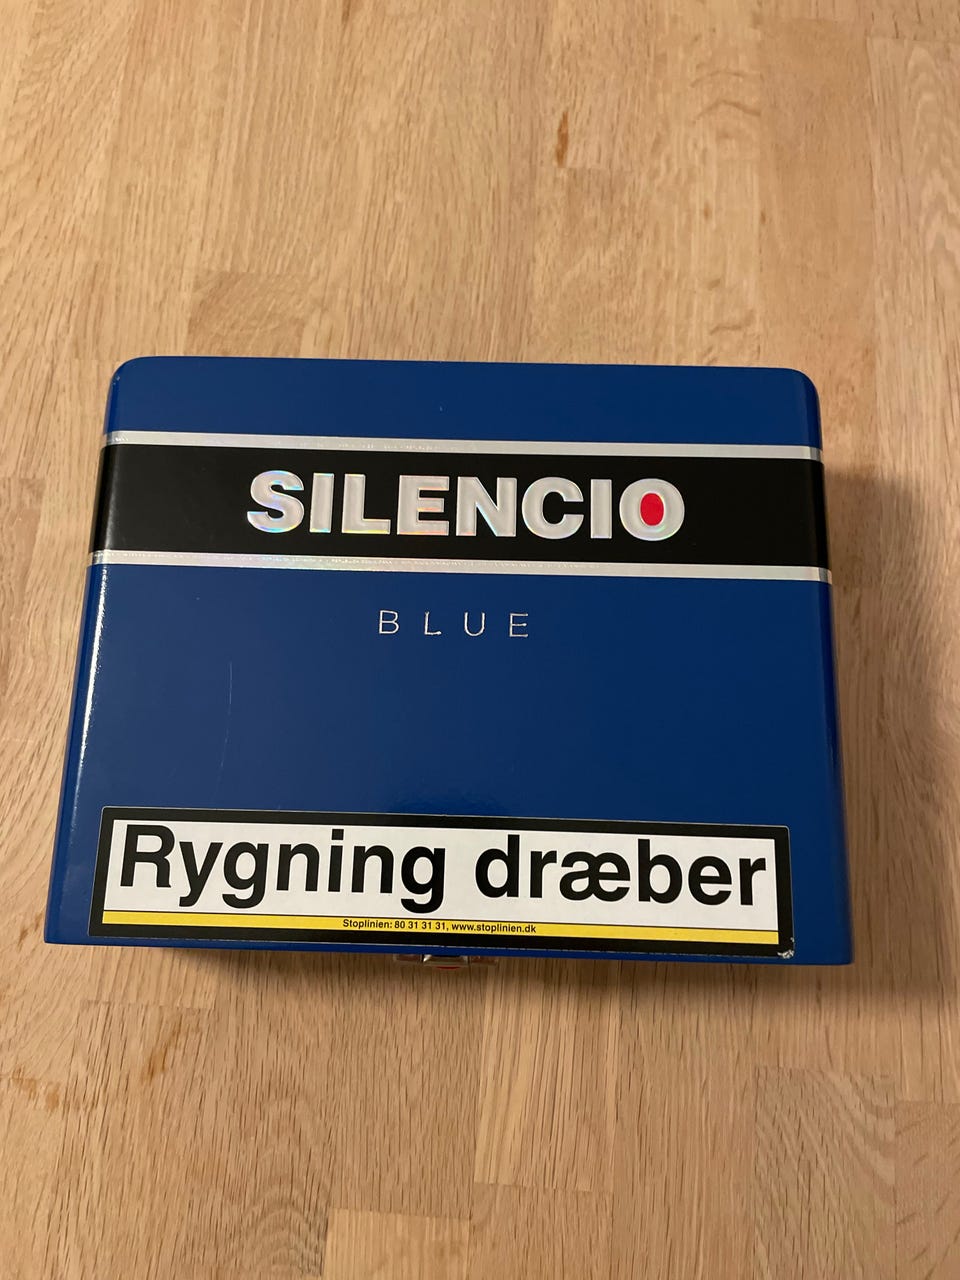 SILENCIO
BLUE
Rygning dræber
Stoplinien: 80 31 31 31, www.stoplinien.dk